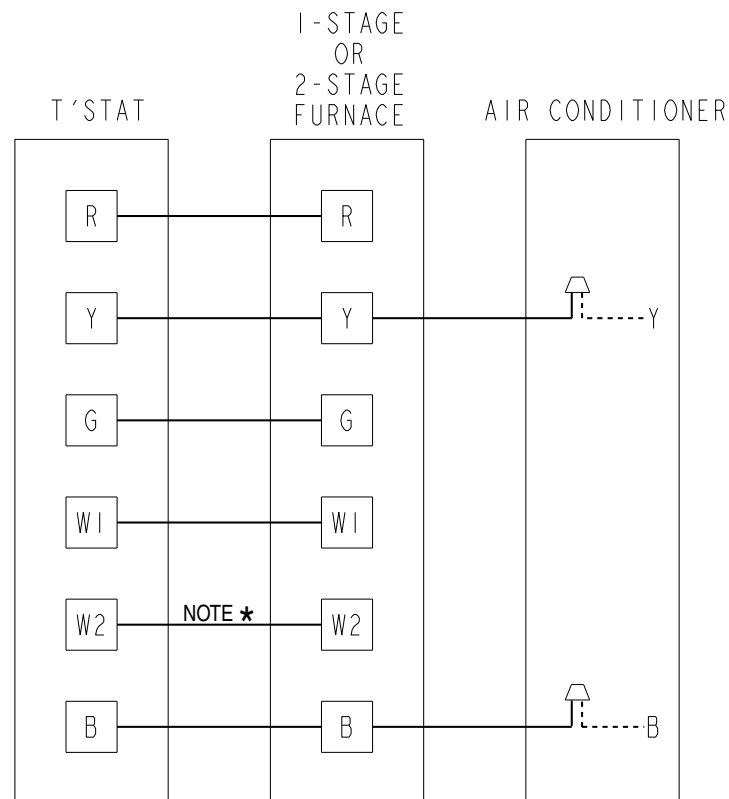 1-STAGE
OR
2-STAGE
FURNACE
T'STAT
AIR CONDITIONER
R R
Y Y Y
G G
W1 W1
W2 NOTE * W2
B B B